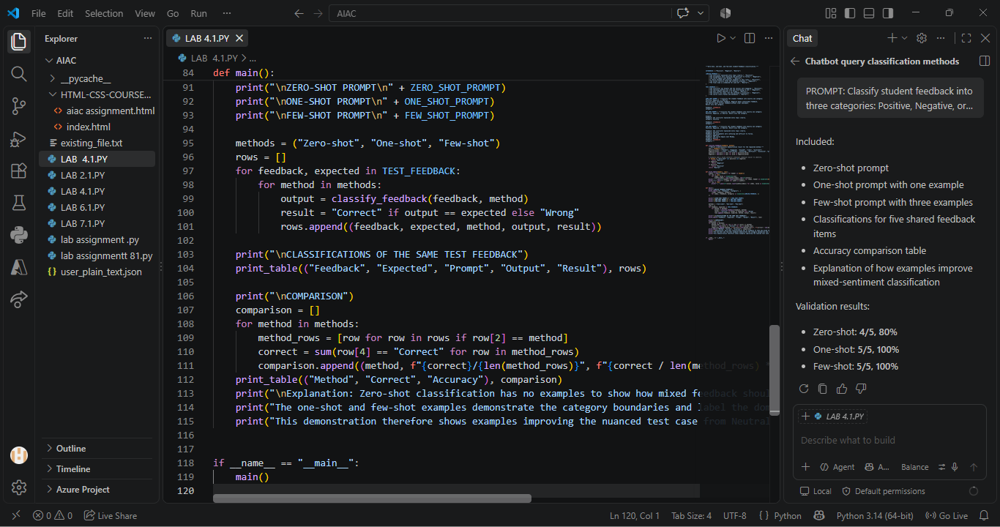 File Edit Selection View Go Run ··· AIAC
Explorer ···
AIAC
__pycache__
HTML-CSS-COURSE...
<> aiac assignment.html
<> index.html
existing_file.txt
LAB  4.1.PY
LAB 2.1.PY
LAB 4.1.PY
LAB 6.1.PY
LAB 7.1.PY
lab assignment .py
lab assignmentt 81.py
{} user_plain_text.json
Outline
Timeline
Azure Project
LAB  4.1.PY
LAB  4.1.PY > ...
84 def main():
91 print("\nZERO-SHOT PROMPT\n" + ZERO_SHOT_PROMPT)
92 print("\nONE-SHOT PROMPT\n" + ONE_SHOT_PROMPT)
93 print("\nFEW-SHOT PROMPT\n" + FEW_SHOT_PROMPT)
94
95 methods = ("Zero-shot", "One-shot", "Few-shot")
96 rows = []
97 for feedback, expected in TEST_FEEDBACK:
98 for method in methods:
99 output = classify_feedback(feedback, method)
100 result = "Correct" if output == expected else "Wrong"
101 rows.append((feedback, expected, method, output, result))
102
103 print("\nCLASSIFICATIONS OF THE SAME TEST FEEDBACK")
104 print_table(("Feedback", "Expected", "Prompt", "Output", "Result"), rows)
105
106 print("\nCOMPARISON")
107 comparison = []
108 for method in methods:
109 method_rows = [row for row in rows if row[2] == method]
110 correct = sum(row[4] == "Correct" for row in method_rows)
111 comparison.append((method, f"{correct}/{len(method_rows)}", f"{correct / len(method_rows) *
112 print_table(("Method", "Correct", "Accuracy"), comparison)
113 print("\nExplanation: Zero-shot classification has no examples to show how mixed feedback shoul
114 print("The one-shot and few-shot examples demonstrate the category boundaries and label the dom
115 print("This demonstration therefore shows examples improving the nuanced test case from Neutral
116
117
118 if __name__ == "__main__":
119 main()
120
Chat
Chatbot query classification methods
PROMPT: Classify student feedback into
three categories: Positive, Negative, or...
Included:
• Zero-shot prompt
• One-shot prompt with one example
• Few-shot prompt with three examples
• Classifications for five shared feedback
items
• Accuracy comparison table
• Explanation of how examples improve
mixed-sentiment classification
Validation results:
• Zero-shot: 4/5, 80%
• One-shot: 5/5, 100%
• Few-shot: 5/5, 100%
+ LAB 4.1.PY
Describe what to build
+ Agent A... Balance
Local Default permissions
0 0 Live Share Ln 120, Col 1 Tab Size: 4 UTF-8 { } Python Python 3.14 (64-bit) Go Live